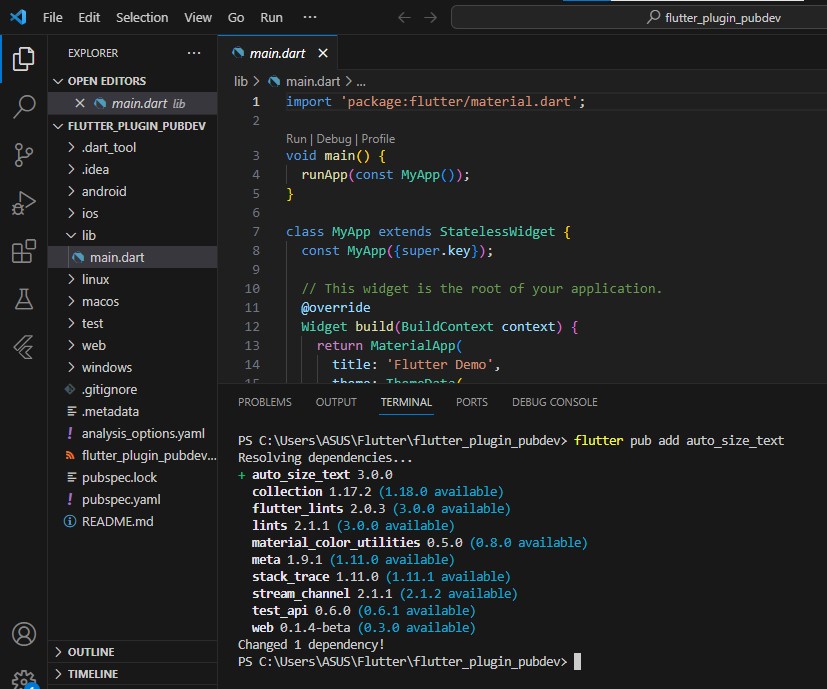 File Edit Selection View Go Run ···
flutter_plugin_pubdev
EXPLORER ···
OPEN EDITORS
main.dart lib
FLUTTER_PLUGIN_PUBDEV
.dart_tool
.idea
android
ios
lib
main.dart
linux
macos
test
web
windows
.gitignore
.metadata
analysis_options.yaml
flutter_plugin_pubdev...
pubspec.lock
pubspec.yaml
README.md
OUTLINE
TIMELINE
main.dart
lib > main.dart > ...
1 import 'package:flutter/material.dart';
2
Run | Debug | Profile
3 void main() {
4 runApp(const MyApp());
5 }
6
7 class MyApp extends StatelessWidget {
8 const MyApp({super.key});
9
10 // This widget is the root of your application.
11 @override
12 Widget build(BuildContext context) {
13 return MaterialApp(
14 title: 'Flutter Demo',
15 theme: ThemeData(
PROBLEMS OUTPUT TERMINAL PORTS DEBUG CONSOLE
PS C:\Users\ASUS\Flutter\flutter_plugin_pubdev> flutter pub add auto_size_text
Resolving dependencies...
+ auto_size_text 3.0.0
collection 1.17.2 (1.18.0 available)
flutter_lints 2.0.3 (3.0.0 available)
lints 2.1.1 (3.0.0 available)
material_color_utilities 0.5.0 (0.8.0 available)
meta 1.9.1 (1.11.0 available)
stack_trace 1.11.0 (1.11.1 available)
stream_channel 2.1.1 (2.1.2 available)
test_api 0.6.0 (0.6.1 available)
web 0.1.4-beta (0.3.0 available)
Changed 1 dependency!
PS C:\Users\ASUS\Flutter\flutter_plugin_pubdev>